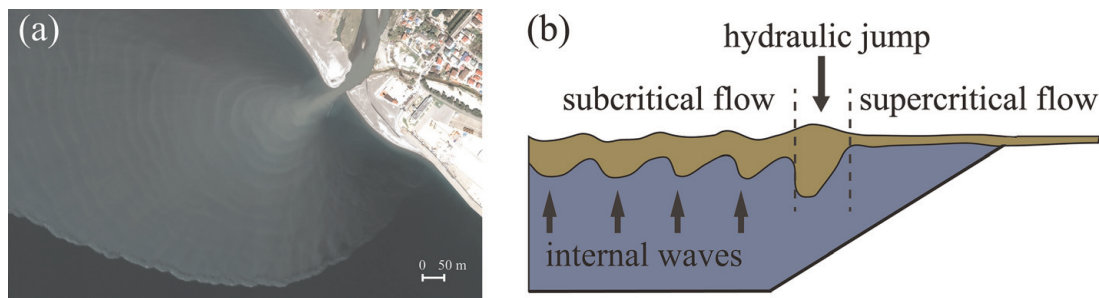 (a)
0 50 m
(b)
hydraulic jump
subcritical flow
supercritical flow
internal waves